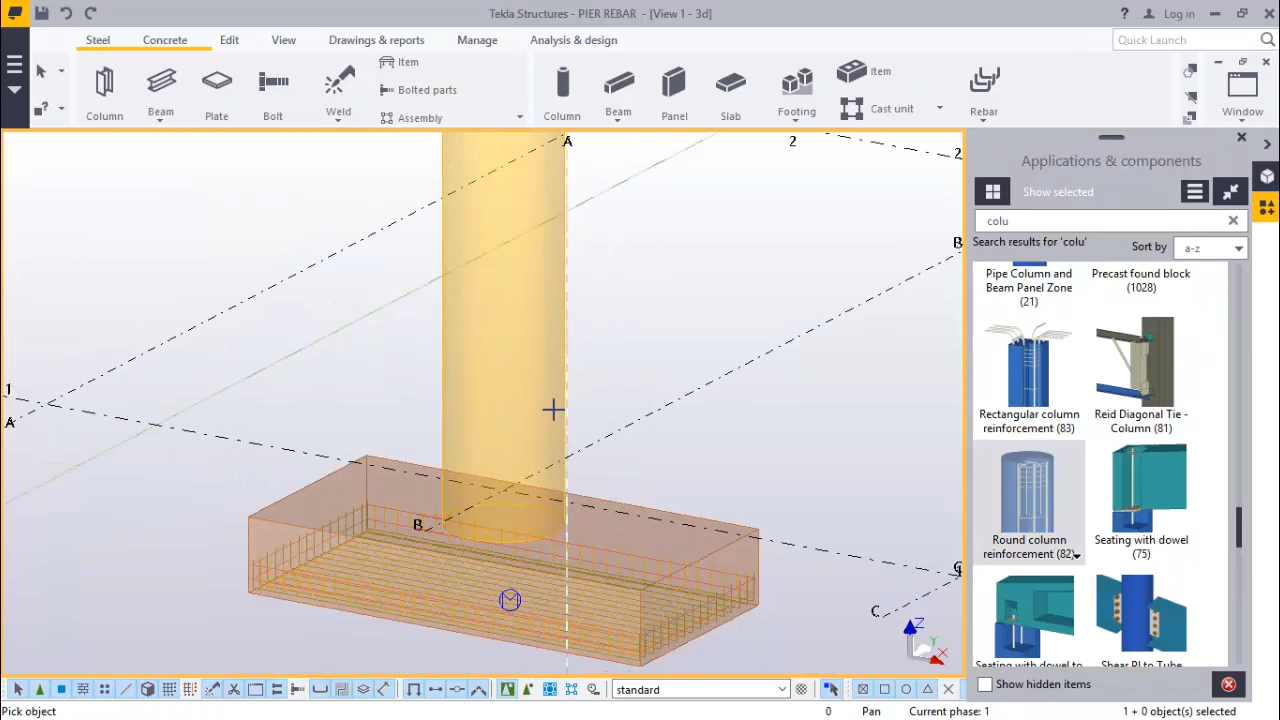 Tekla Structures - PIER REBAR - [View 1 - 3d]
? Log in
Steel Concrete Edit View Drawings & reports Manage Analysis & design
Quick Launch
Column Beam Plate Bolt Weld
Item
Bolted parts
Assembly
Column Beam Panel Slab Footing
Item
Cast unit
Rebar
Window
A
2
2
B
1
A
B
C
C
Z
Y
X
Applications & components
Show selected
colu
Search results for 'colu'
Sort by a-z
Pipe Column and
Beam Panel Zone
(21)
Precast found block
(1028)
Rectangular column
reinforcement (83)
Reid Diagonal Tie -
Column (81)
Round column
reinforcement (82)
Seating with dowel
(75)
Seating with dowel to
Shear Pl to Tube
Show hidden items
standard
Pick object
0
Pan
Current phase: 1
1 + 0 object(s) selected